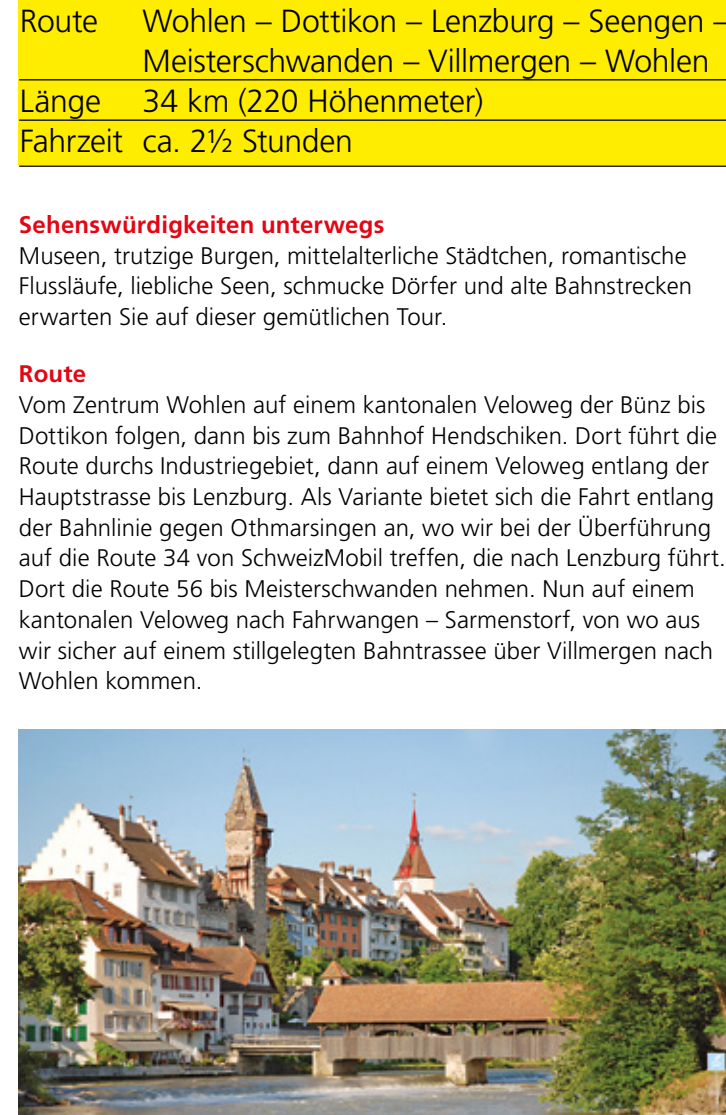 Route Wohlen – Dottikon – Lenzburg – Seengen –
Meisterschwanden – Villmergen – Wohlen
Länge 34 km (220 Höhenmeter)
Fahrzeit ca. 2½ Stunden
Sehenswürdigkeiten unterwegs
Museen, trutzige Burgen, mittelalterliche Städtchen, romantische
Flussläufe, liebliche Seen, schmucke Dörfer und alte Bahnstrecken
erwarten Sie auf dieser gemütlichen Tour.
Route
Vom Zentrum Wohlen auf einem kantonalen Veloweg der Bünz bis
Dottikon folgen, dann bis zum Bahnhof Hendschiken. Dort führt die
Route durchs Industriegebiet, dann auf einem Veloweg entlang der
Hauptstrasse bis Lenzburg. Als Variante bietet sich die Fahrt entlang
der Bahnlinie gegen Othmarsingen an, wo wir bei der Überführung
auf die Route 34 von SchweizMobil treffen, die nach Lenzburg führt.
Dort die Route 56 bis Meisterschwanden nehmen. Nun auf einem
kantonalen Veloweg nach Fahrwangen – Sarmenstorf, von wo aus
wir sicher auf einem stillgelegten Bahntrassee über Villmergen nach
Wohlen kommen.